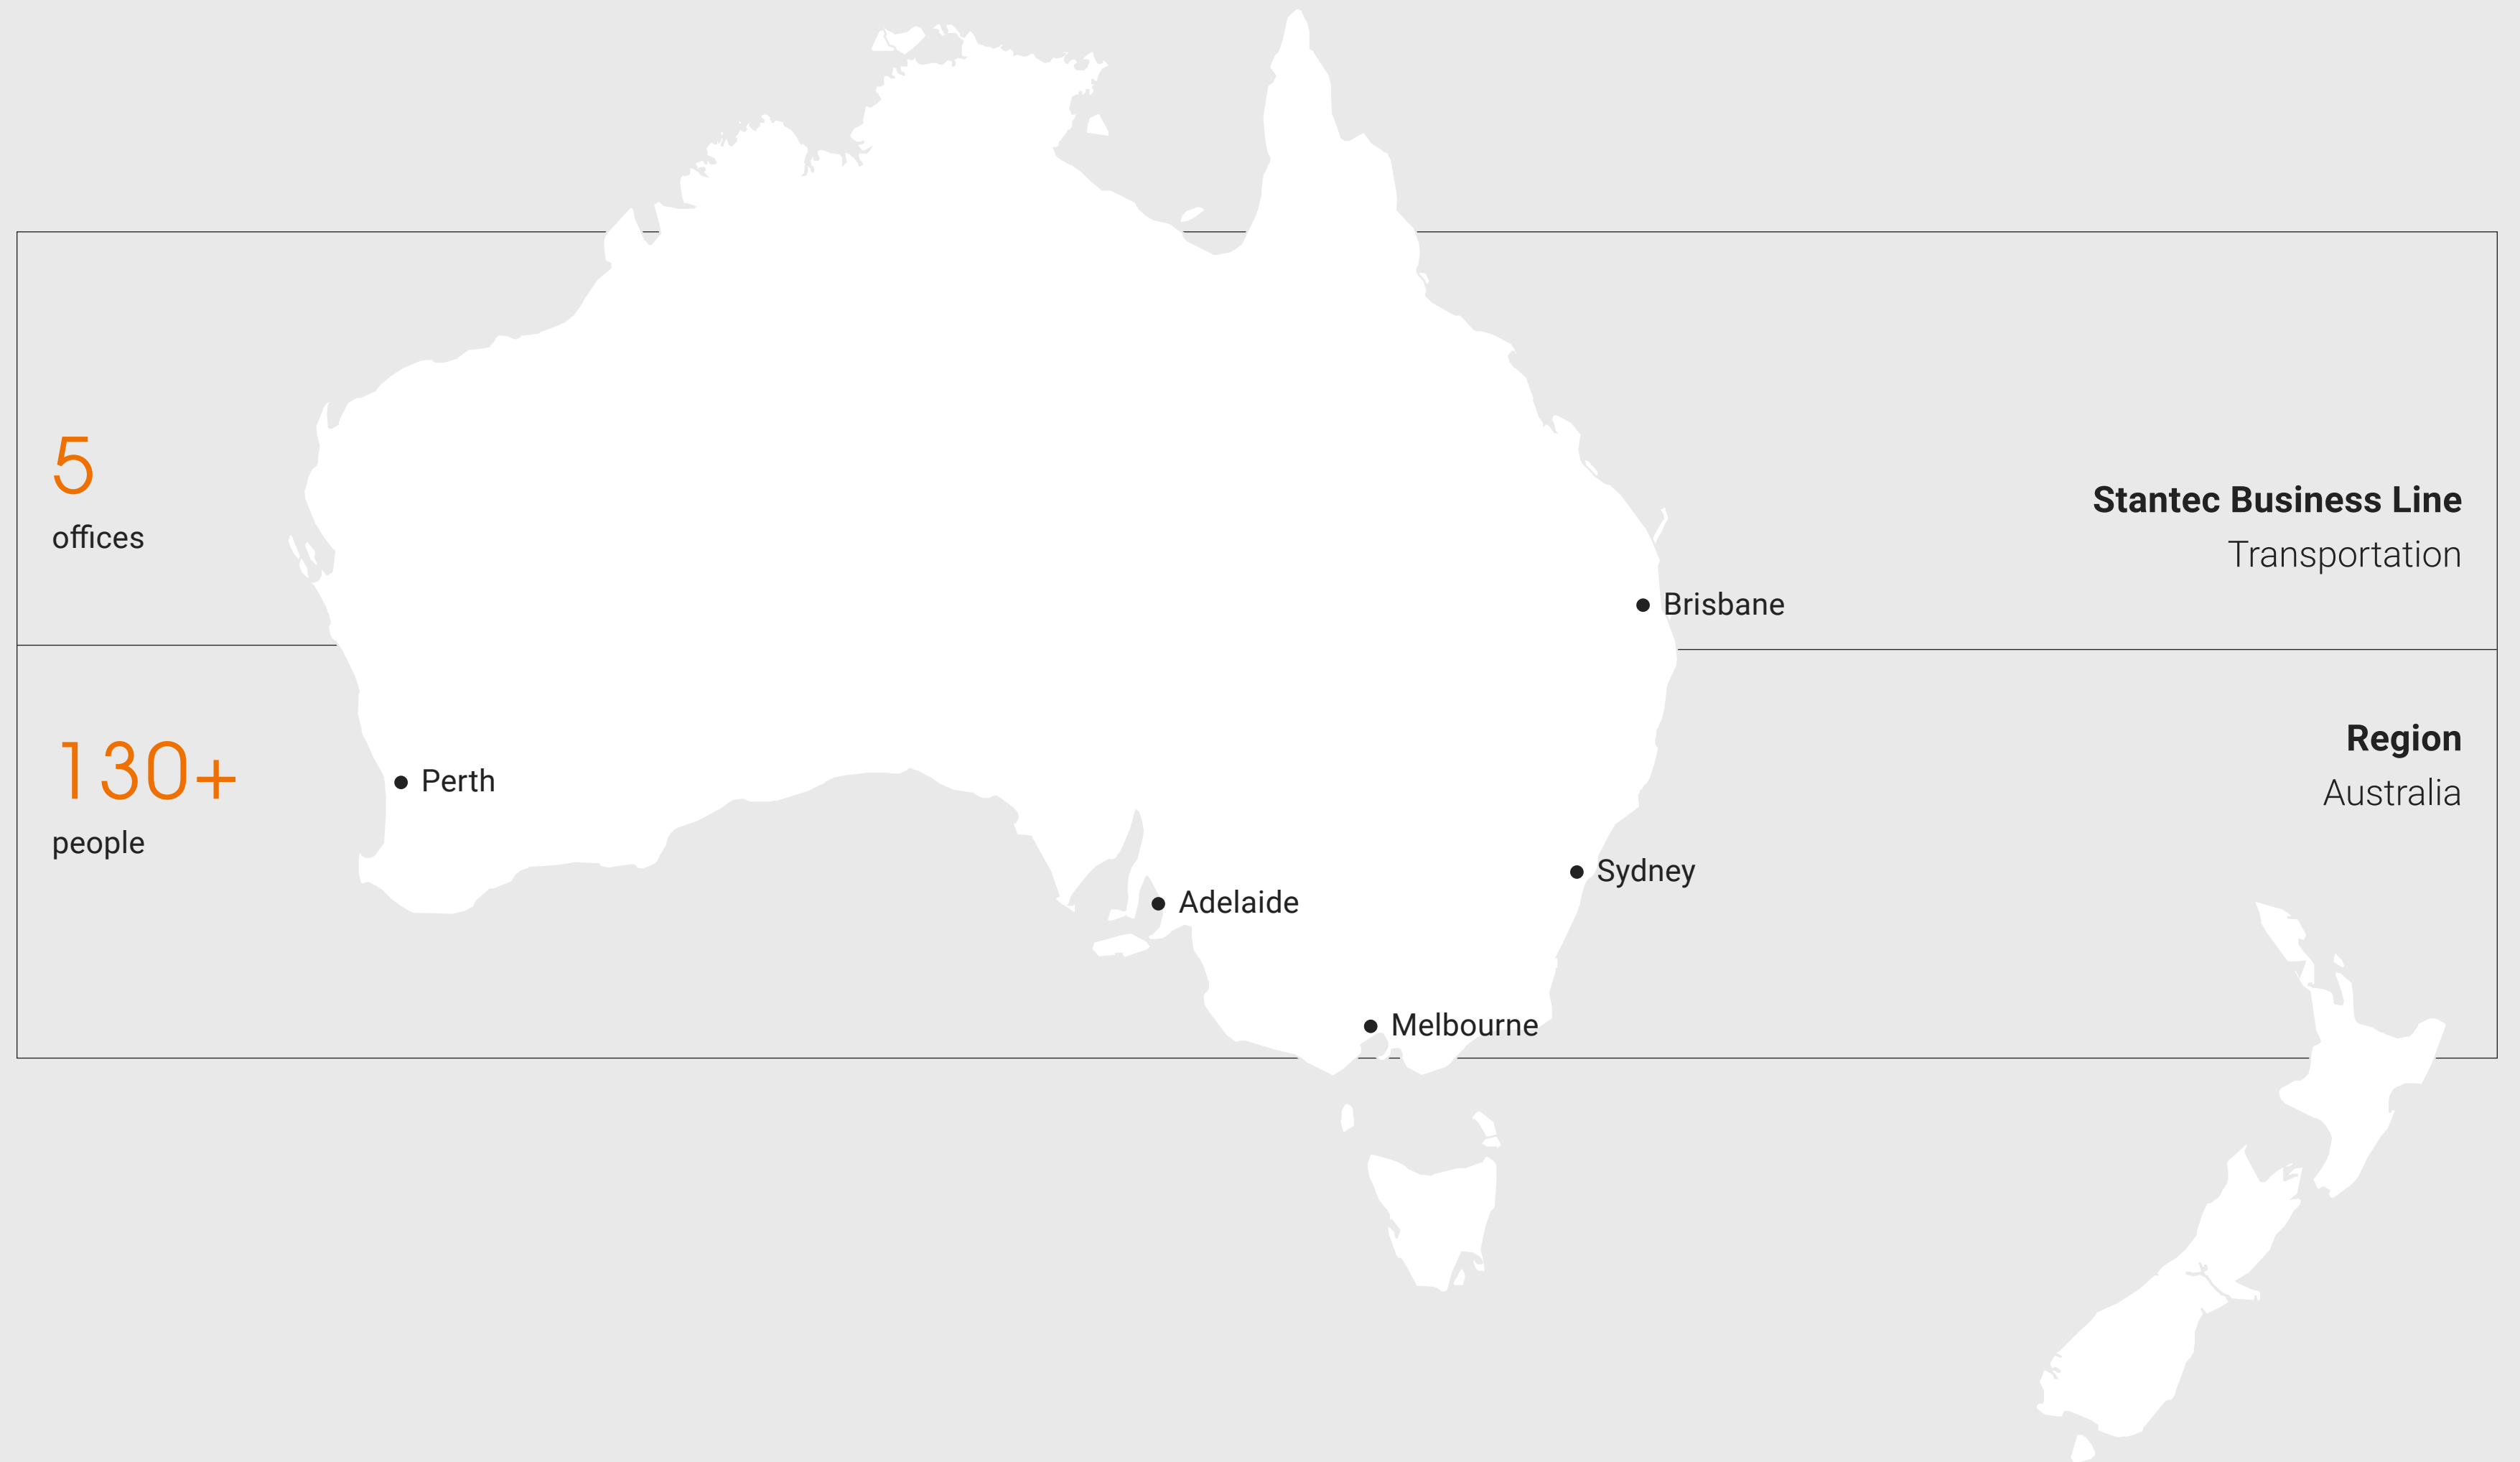 5
offices
130+
people
Stantec Business Line
Transportation
Region
Australia
Brisbane
Perth
Sydney
Adelaide
Melbourne